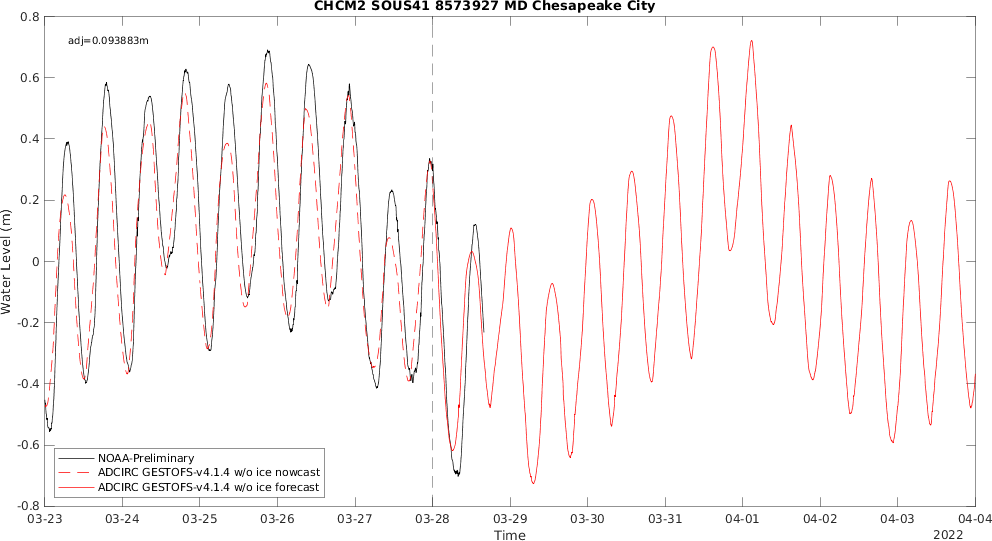 CHCM2 SOUS41 8573927 MD Chesapeake City
adj=0.093883m
0.8
0.6
0.4
0.2
0
-0.2
-0.4
-0.6
-0.8
Water Level (m)
NOAA-Preliminary
ADCIRC GESTOFS-v4.1.4 w/o ice nowcast
ADCIRC GESTOFS-v4.1.4 w/o ice forecast
03-23 03-24 03-25 03-26 03-27 03-28 03-29 03-30 03-31 04-01 04-02 04-03 04-04
Time
2022